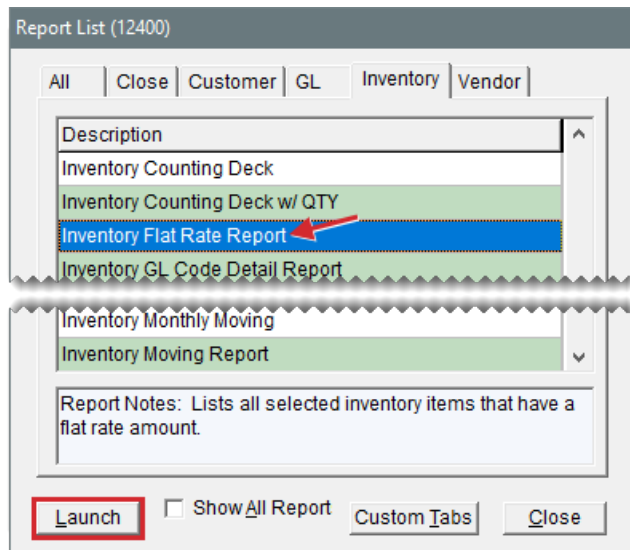 Report List (12400)
All Close Customer GL Inventory Vendor
Description
Inventory Counting Deck
Inventory Counting Deck w/ QTY
Inventory Flat Rate Report
Inventory GL Code Detail Report
Inventory Monthly Moving
Inventory Moving Report
Report Notes: Lists all selected inventory items that have a
flat rate amount.
Launch Show All Report Custom Tabs Close